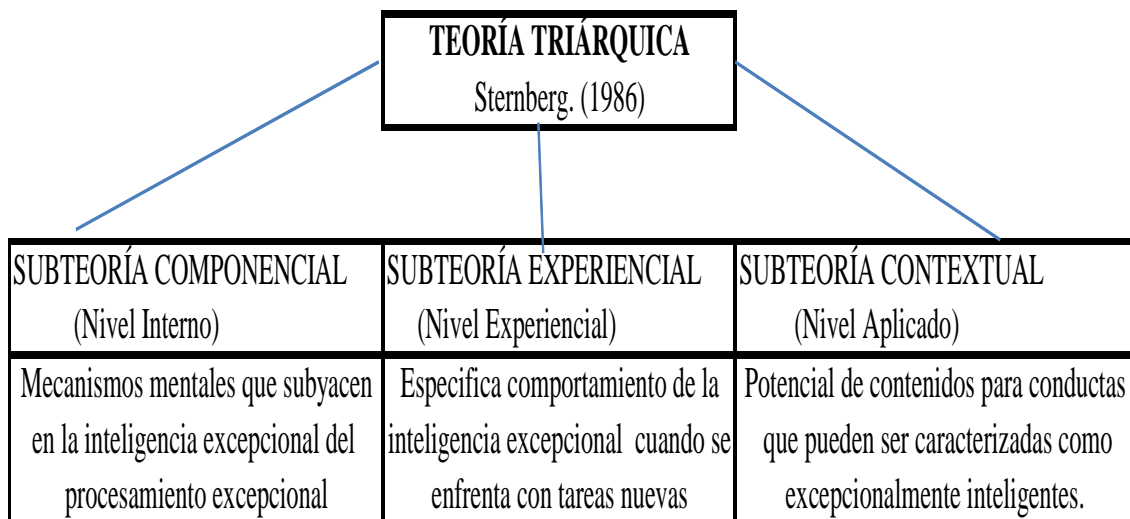 TEORÍA TRIÁRQUICA
Sternberg. (1986)
SUBTEORÍA COMPONENCIAL
(Nivel Interno)
SUBTEORÍA EXPERIENCIAL
(Nivel Experiencial)
SUBTEORÍA CONTEXTUAL
(Nivel Aplicado)
Mecanismos mentales que subyacen
en la inteligencia excepcional del
procesamiento excepcional
Especifica comportamiento de la
inteligencia excepcional cuando se
enfrenta con tareas nuevas
Potencial de contenidos para conductas
que pueden ser caracterizadas como
excepcionalmente inteligentes.